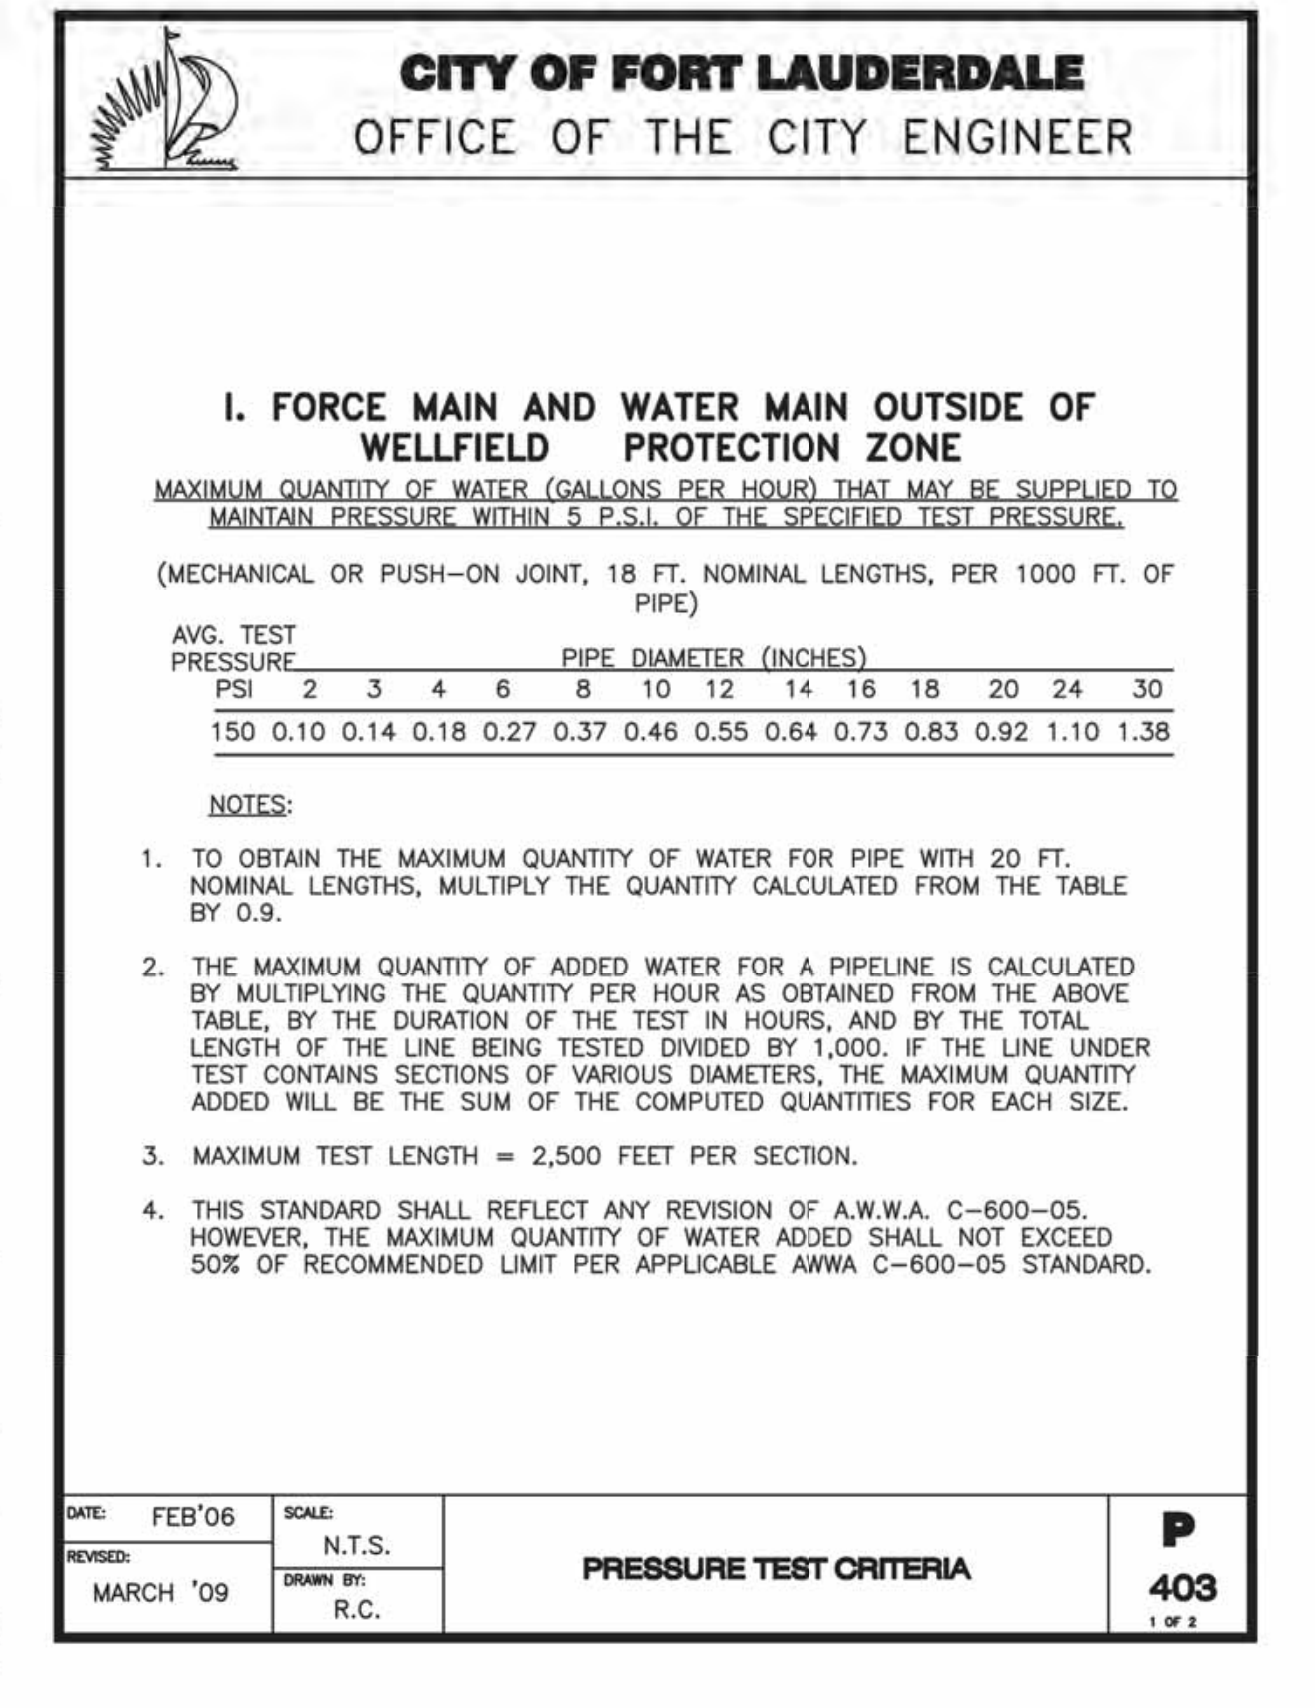 CITY OF FORT LAUDERDALE
OFFICE OF THE CITY ENGINEER
I. FORCE MAIN AND WATER MAIN OUTSIDE OF
WELLFIELD PROTECTION ZONE
MAXIMUM QUANTITY OF WATER (GALLONS PER HOUR) THAT MAY BE SUPPLIED TO
MAINTAIN PRESSURE WITHIN 5 P.S.I. OF THE SPECIFIED TEST PRESSURE.
(MECHANICAL OR PUSH-ON JOINT, 18 FT. NOMINAL LENGTHS, PER 1000 FT. OF
PIPE)
AVG. TEST
PRESSURE PIPE DIAMETER (INCHES)
PSI 2 3 4 6 8 10 12 14 16 18 20 24 30
150 0.10 0.14 0.18 0.27 0.37 0.46 0.55 0.64 0.73 0.83 0.92 1.10 1.38
NOTES:
1. TO OBTAIN THE MAXIMUM QUANTITY OF WATER FOR PIPE WITH 20 FT.
NOMINAL LENGTHS, MULTIPLY THE QUANTITY CALCULATED FROM THE TABLE
BY 0.9.
2. THE MAXIMUM QUANTITY OF ADDED WATER FOR A PIPELINE IS CALCULATED
BY MULTIPLYING THE QUANTITY PER HOUR AS OBTAINED FROM THE ABOVE
TABLE, BY THE DURATION OF THE TEST IN HOURS, AND BY THE TOTAL
LENGTH OF THE LINE BEING TESTED DIVIDED BY 1,000. IF THE LINE UNDER
TEST CONTAINS SECTIONS OF VARIOUS DIAMETERS, THE MAXIMUM QUANTITY
ADDED WILL BE THE SUM OF THE COMPUTED QUANTITIES FOR EACH SIZE.
3. MAXIMUM TEST LENGTH = 2,500 FEET PER SECTION.
4. THIS STANDARD SHALL REFLECT ANY REVISION OF A.W.W.A. C-600-05.
HOWEVER, THE MAXIMUM QUANTITY OF WATER ADDED SHALL NOT EXCEED
50% OF RECOMMENDED LIMIT PER APPLICABLE AWWA C-600-05 STANDARD.
DATE: FEB'06
REVISED:
MARCH '09
SCALE:
N.T.S.
DRAWN BY:
R.C.
PRESSURE TEST CRITERIA
P
403
1 OF 2